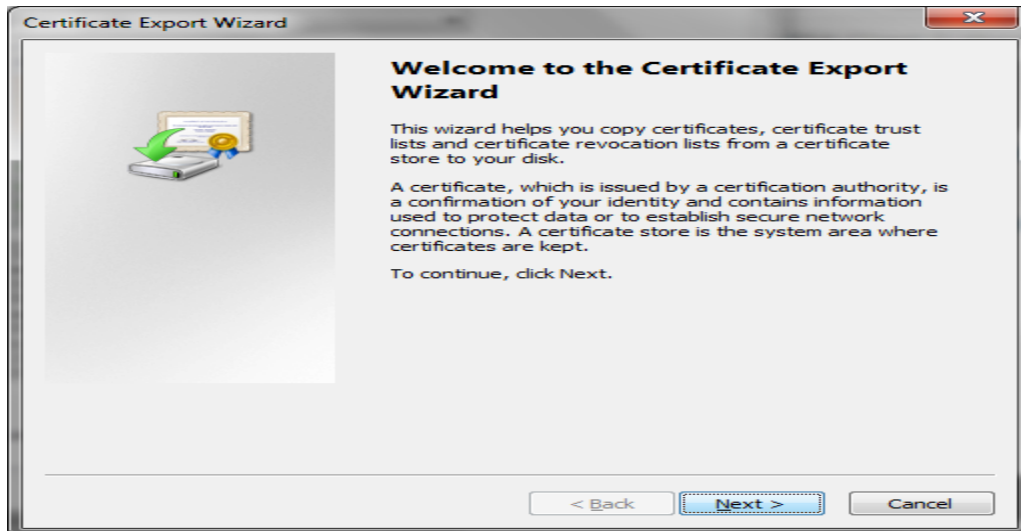 Certificate Export Wizard
Welcome to the Certificate Export
Wizard
This wizard helps you copy certificates, certificate trust
lists and certificate revocation lists from a certificate
store to your disk.
A certificate, which is issued by a certification authority, is
a confirmation of your identity and contains information
used to protect data or to establish secure network
connections. A certificate store is the system area where
certificates are kept.
To continue, click Next.
< Back
Next >
Cancel